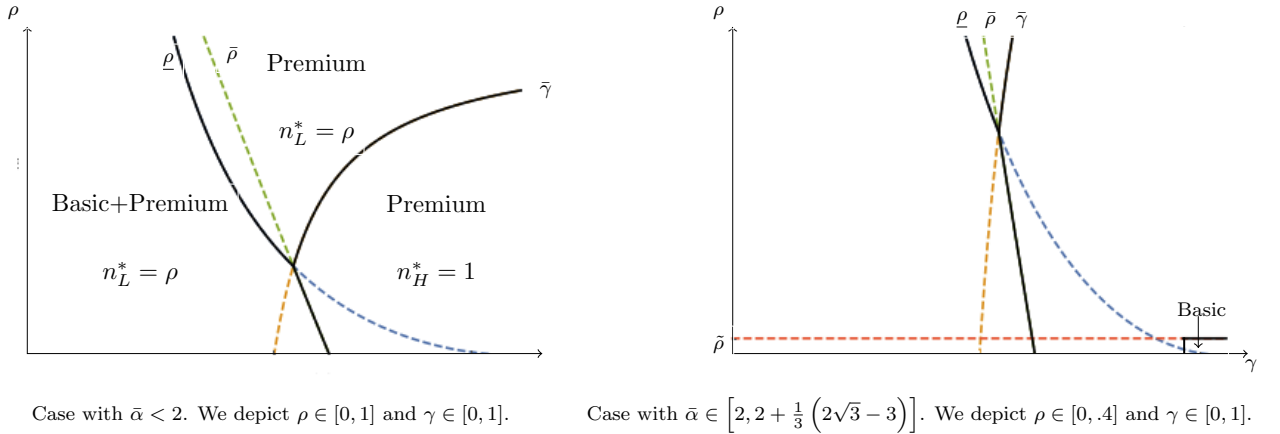 ρ
ρ̲
ρ̄
Premium
γ̄
n*_L = ρ
Basic+Premium
Premium
n*_L = ρ
n*_H = 1
Case with ᾱ < 2. We depict ρ ∈ [0, 1] and γ ∈ [0, 1].
ρ
ρ̲ ρ̄ γ̄
Basic
ρ̃
γ
Case with ᾱ ∈ [2, 2 + 1/3 (2√3 − 3)]. We depict ρ ∈ [0, .4] and γ ∈ [0, 1].